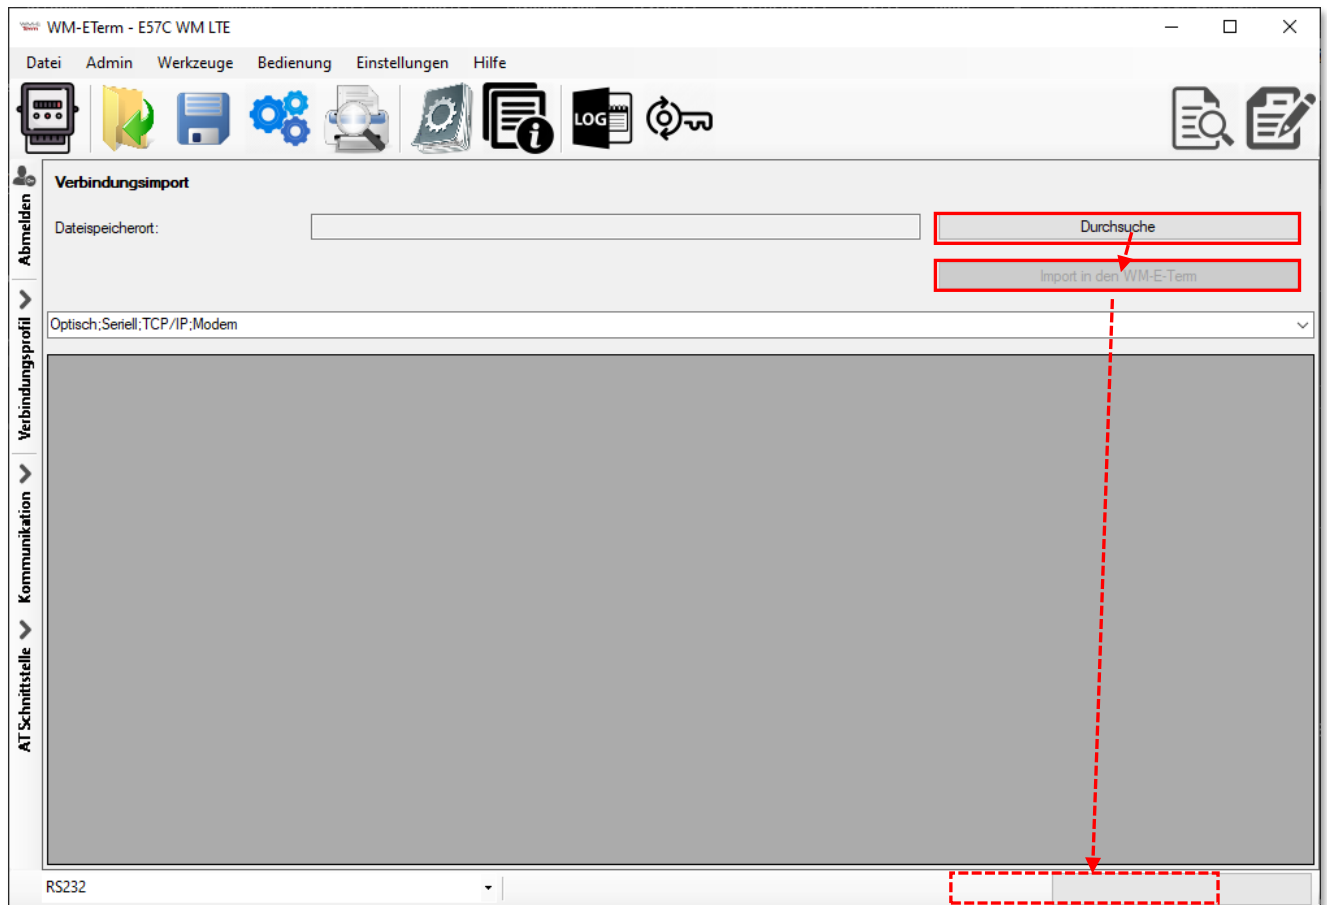 WM-ETerm - E57C WM LTE
Datei Admin Werkzeuge Bedienung Einstellungen Hilfe
LOG
Abmelden
Verbindungsprofil
Kommunikation
AT Schnittstelle
Verbindungsimport
Dateispeicherort:
Durchsuche
Import in den WM-E-Term
Optisch;Seriell;TCP/IP;Modem
RS232